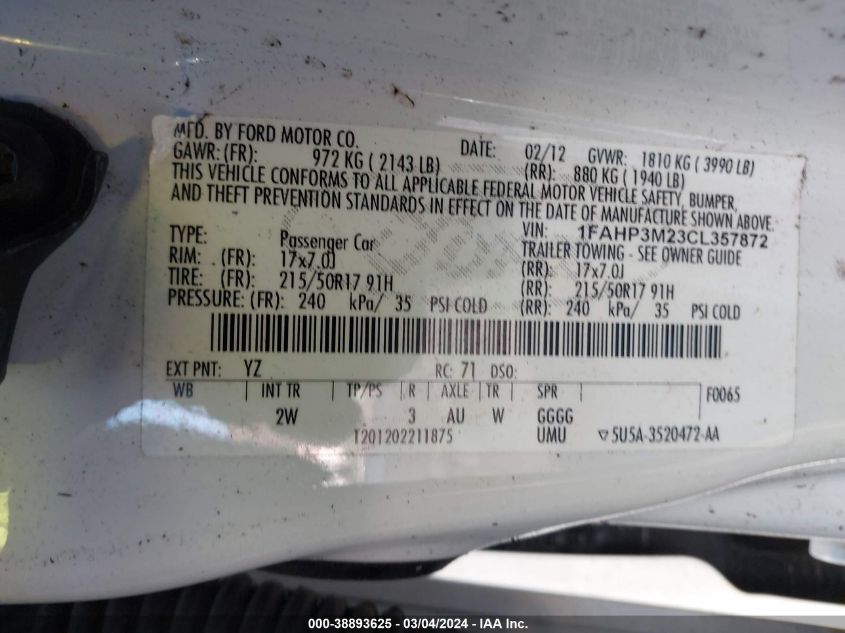 MFD. BY FORD MOTOR CO.
DATE: 02/12 GVWR: 1810 KG ( 3990 LB)
GAWR: (FR): 972 KG ( 2143 LB) (RR): 880 KG ( 1940 LB)
THIS VEHICLE CONFORMS TO ALL APPLICABLE FEDERAL MOTOR VEHICLE SAFETY, BUMPER,
AND THEFT PREVENTION STANDARDS IN EFFECT ON THE DATE OF MANUFACTURE SHOWN ABOVE.
VIN: 1FAHP3M23CL357872
TYPE: Passenger Car TRAILER TOWING - SEE OWNER GUIDE
RIM: (FR): 17x7.0J (RR): 17x7.0J
TIRE: (FR): 215/50R17 91H (RR): 215/50R17 91H
PRESSURE: (FR): 240 kPa/ 35 PSI COLD (RR): 240 kPa/ 35 PSI COLD
EXT PNT: YZ RC: 71 DSO:
WB INT TR TP/PS R AXLE TR SPR F0065
2W 3 AU W GGGG
T201202211875 UMU ▽5U5A-3520472-AA
000-38893625 - 03/04/2024 - IAAI/CSN Inc.